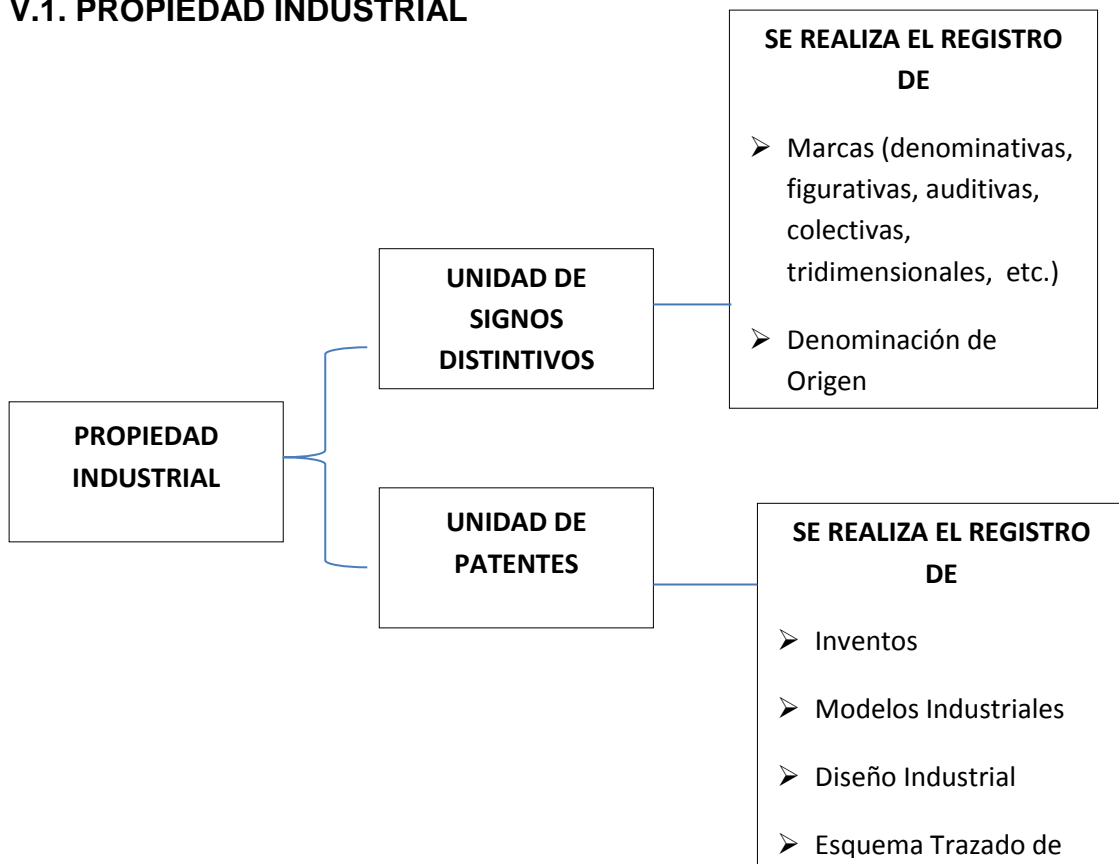 V.1. PROPIEDAD INDUSTRIAL
SE REALIZA EL REGISTRO
DE
➢ Marcas (denominativas,
figurativas, auditivas,
colectivas,
tridimensionales, etc.)
➢ Denominación de
Origen
UNIDAD DE
SIGNOS
DISTINTIVOS
PROPIEDAD
INDUSTRIAL
UNIDAD DE
PATENTES
SE REALIZA EL REGISTRO
DE
➢ Inventos
➢ Modelos Industriales
➢ Diseño Industrial
➢ Esquema Trazado de